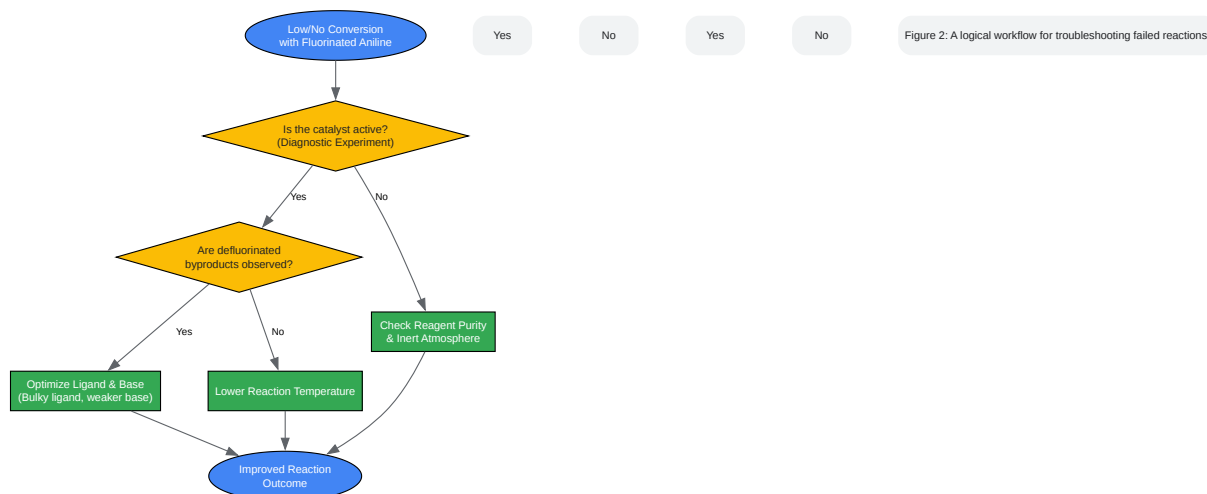 Low/No Conversion
with Fluorinated Aniline
Yes
No
Yes
No
Figure 2: A logical workflow for troubleshooting failed reactions
Is the catalyst active?
(Diagnostic Experiment)
Yes
No
Are defluorinated
byproducts observed?
Yes
No
Check Reagent Purity
& Inert Atmosphere
Optimize Ligand & Base
(Bulky ligand, weaker base)
Lower Reaction Temperature
Improved Reaction
Outcome